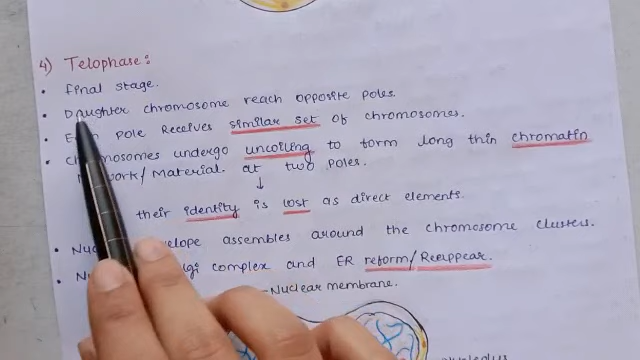 4) Telophase:
• final stage.
• Daughter chromosome reach opposite poles.
• pole Receives similar set of chromosomes.
• Chromosomes undergo uncoiling to form long thin chromatin
/Material at two poles.
↓
their identity is lost as direct elements.
• assembles around the chromosome clusters.
• complex and ER reform/Reappear.
Nuclear membrane.